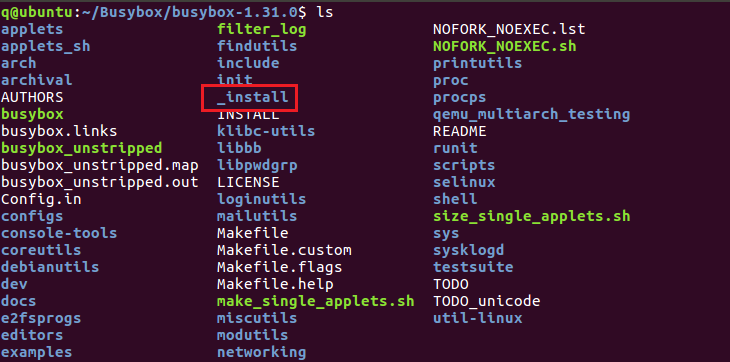 q@ubuntu:~/Busybox/busybox-1.31.0$ ls
applets filter_log NOFORK_NOEXEC.lst
applets_sh findutils NOFORK_NOEXEC.sh
arch include printutils
archival init proc
AUTHORS _install procps
busybox INSTALL qemu_multiarch_testing
busybox.links klibc-utils README
busybox_unstripped libbb runit
busybox_unstripped.map libpwdgrp scripts
busybox_unstripped.out LICENSE selinux
Config.in loginutils shell
configs mailutils size_single_applets.sh
console-tools Makefile sys
coreutils Makefile.custom sysklogd
debianutils Makefile.flags testsuite
dev Makefile.help TODO
docs make_single_applets.sh TODO_unicode
e2fsprogs miscutils util-linux
editors modutils
examples networking